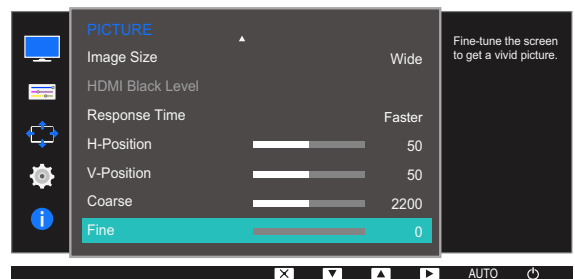 PICTURE
Image Size Wide
HDMI Black Level
Response Time Faster
H-Position 50
V-Position 50
Coarse 2200
Fine 0
Fine-tune the screen
to get a vivid picture.
AUTO